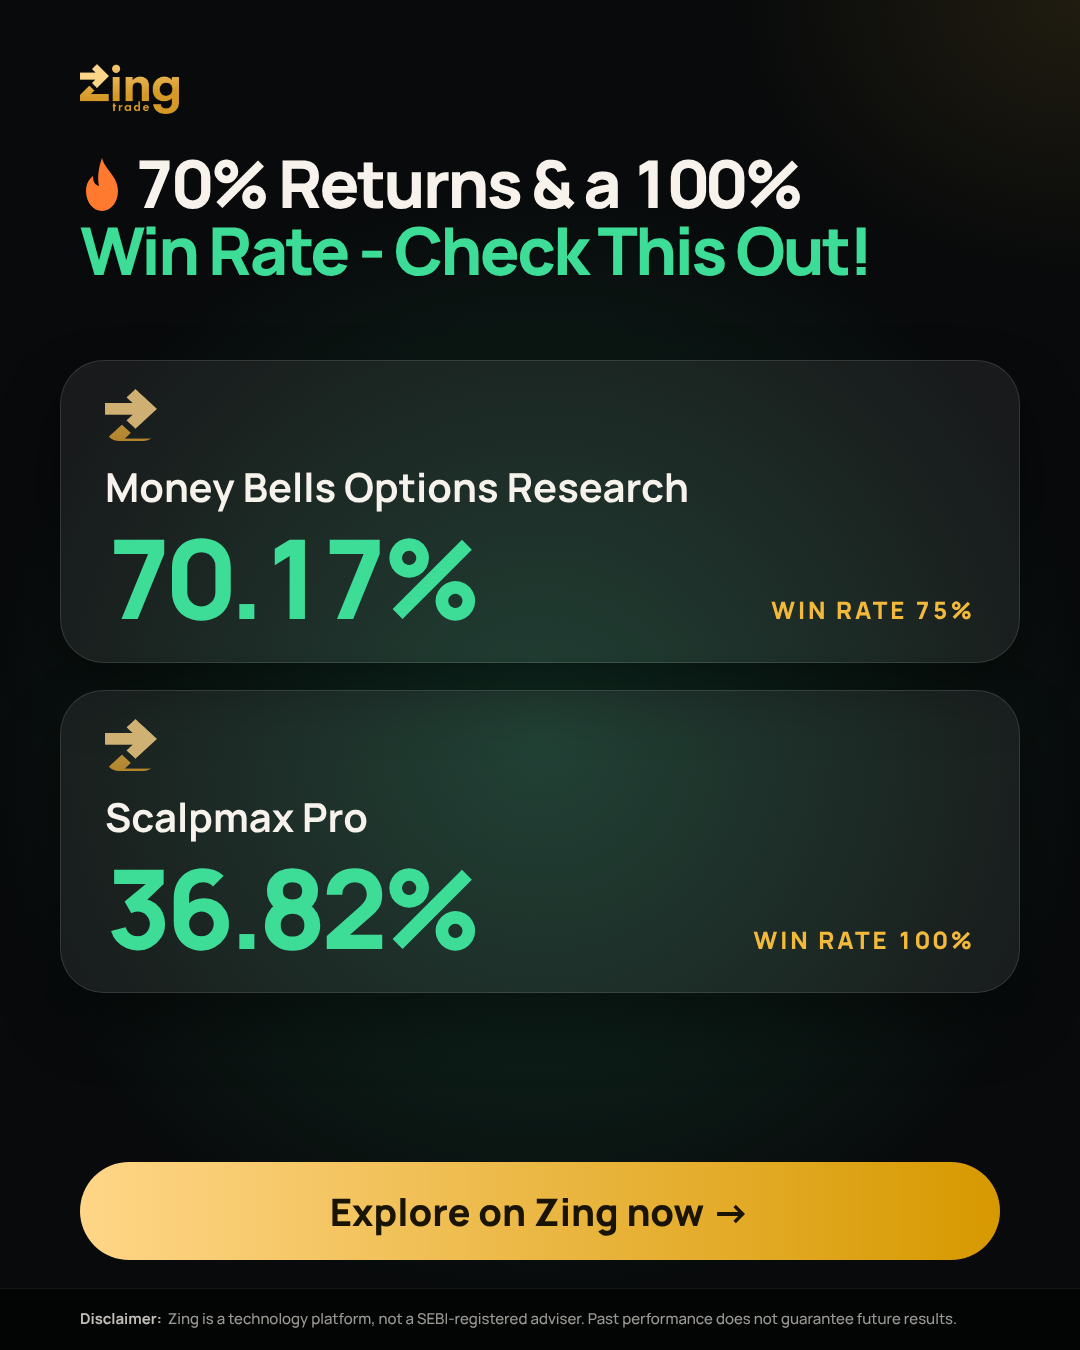 Zing
trade
70% Returns & a 100%
Win Rate - Check This Out!
Money Bells Options Research
70.17%
WIN RATE 75%
Scalpmax Pro
36.82%
WIN RATE 100%
Explore on Zing now →
Disclaimer: Zing is a technology platform, not a SEBI-registered adviser. Past performance does not guarantee future results.